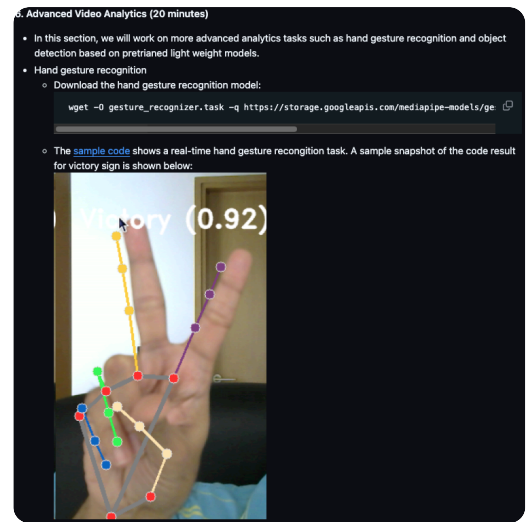 6. Advanced Video Analytics (20 minutes)
In this section, we will work on more advanced analytics tasks such as hand gesture recognition and object
detection based on pretrianed light weight models.
Hand gesture recognition
Download the hand gesture recognition model:
wget -O gesture_recognizer.task -q https://storage.googleapis.com/mediapipe-models/ges
The sample code shows a real-time hand gesture recongition task. A sample snapshot of the code result
for victory sign is shown below:
) Victory (0.92)